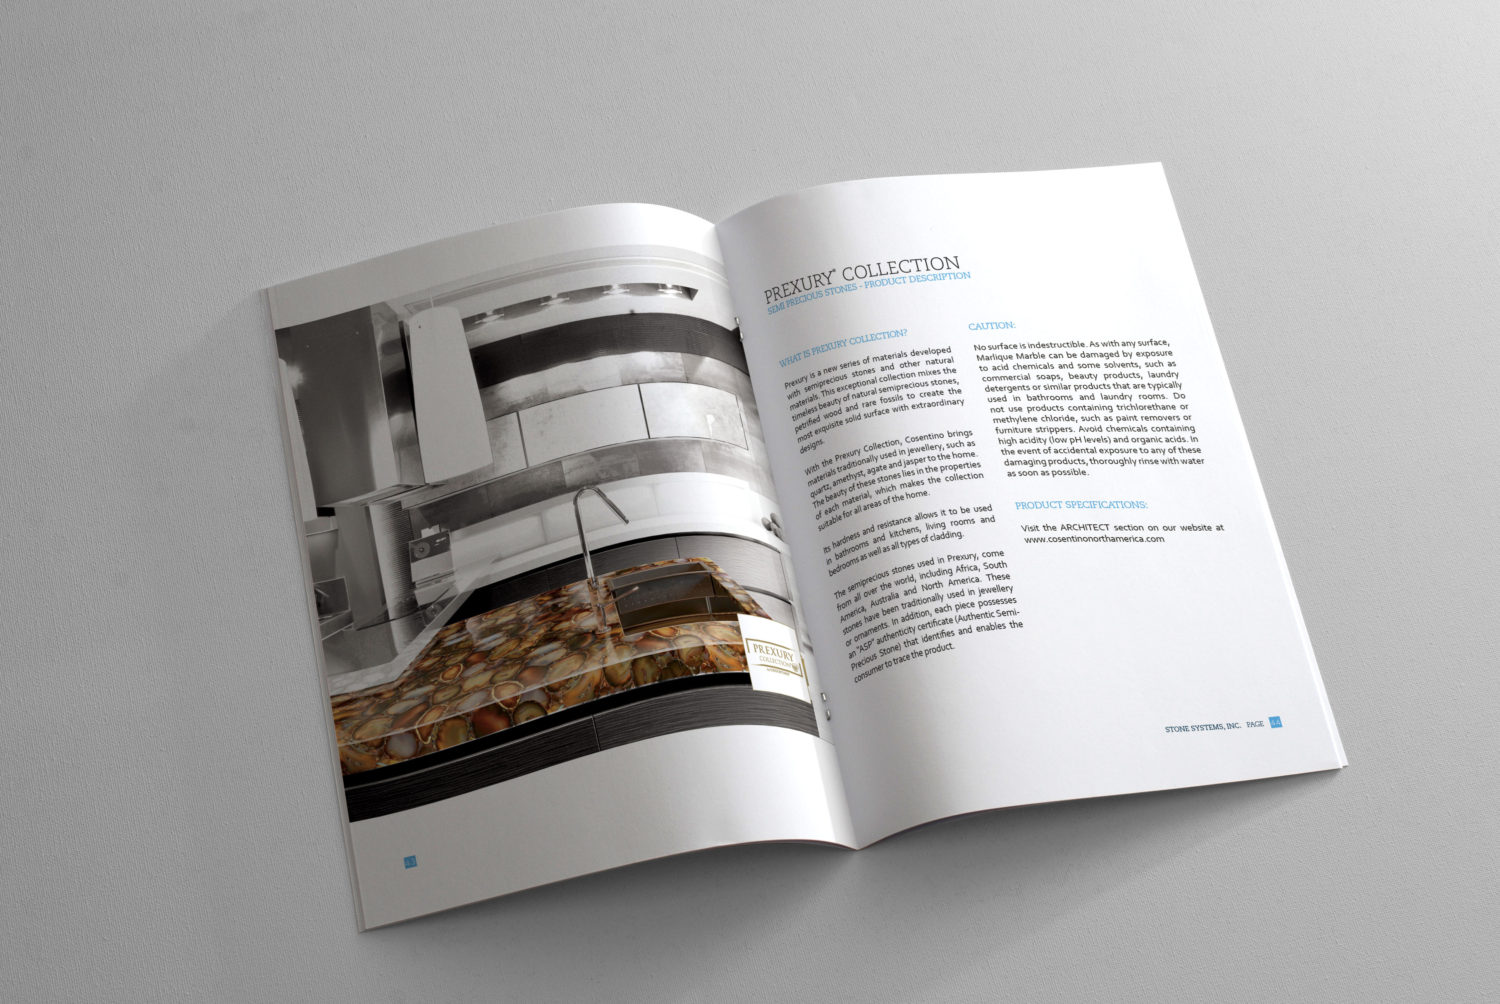 PREXURY
COLLECTION
43
PREXURY® COLLECTION
SEMI PRECIOUS STONES - PRODUCT DESCRIPTION
WHAT IS PREXURY COLLECTION?
Prexury is a new series of materials developed
with semiprecious stones and other natural
materials. This exceptional collection mixes the
timeless beauty of natural semiprecious stones,
petrified wood and rare fossils to create the
most exquisite solid surface with extraordinary
designs.
With the Prexury Collection, Cosentino brings
materials traditionally used in jewellery, such as
quartz, amethyst, agate and jasper to the home.
The beauty of these stones lies in the properties
of each material, which makes the collection
suitable for all areas of the home.
Its hardness and resistance allows it to be used
in bathrooms and kitchens, living rooms and
bedrooms as well as all types of cladding.
The semiprecious stones used in Prexury, come
from all over the world, including Africa, South
America, Australia and North America. These
stones have been traditionally used in jewellery
or ornaments. In addition, each piece possesses
an "ASP" authenticity certificate (Authentic Semi-
Precious Stone) that identifies and enables the
consumer to trace the product.
CAUTION:
No surface is indestructible. As with any surface,
Marlique Marble can be damaged by exposure
to acid chemicals and some solvents, such as
commercial soaps, beauty products, laundry
detergents or similar products that are typically
used in bathrooms and laundry rooms. Do
not use products containing trichlorethane or
methylene chloride, such as paint removers or
furniture strippers. Avoid chemicals containing
high acidity (low pH levels) and organic acids. In
the event of accidental exposure to any of these
damaging products, thoroughly rinse with water
as soon as possible.
PRODUCT SPECIFICATIONS:
Visit the ARCHITECT section on our website at
www.cosentinonorthamerica.com
STONE SYSTEMS, INC. PAGE 44